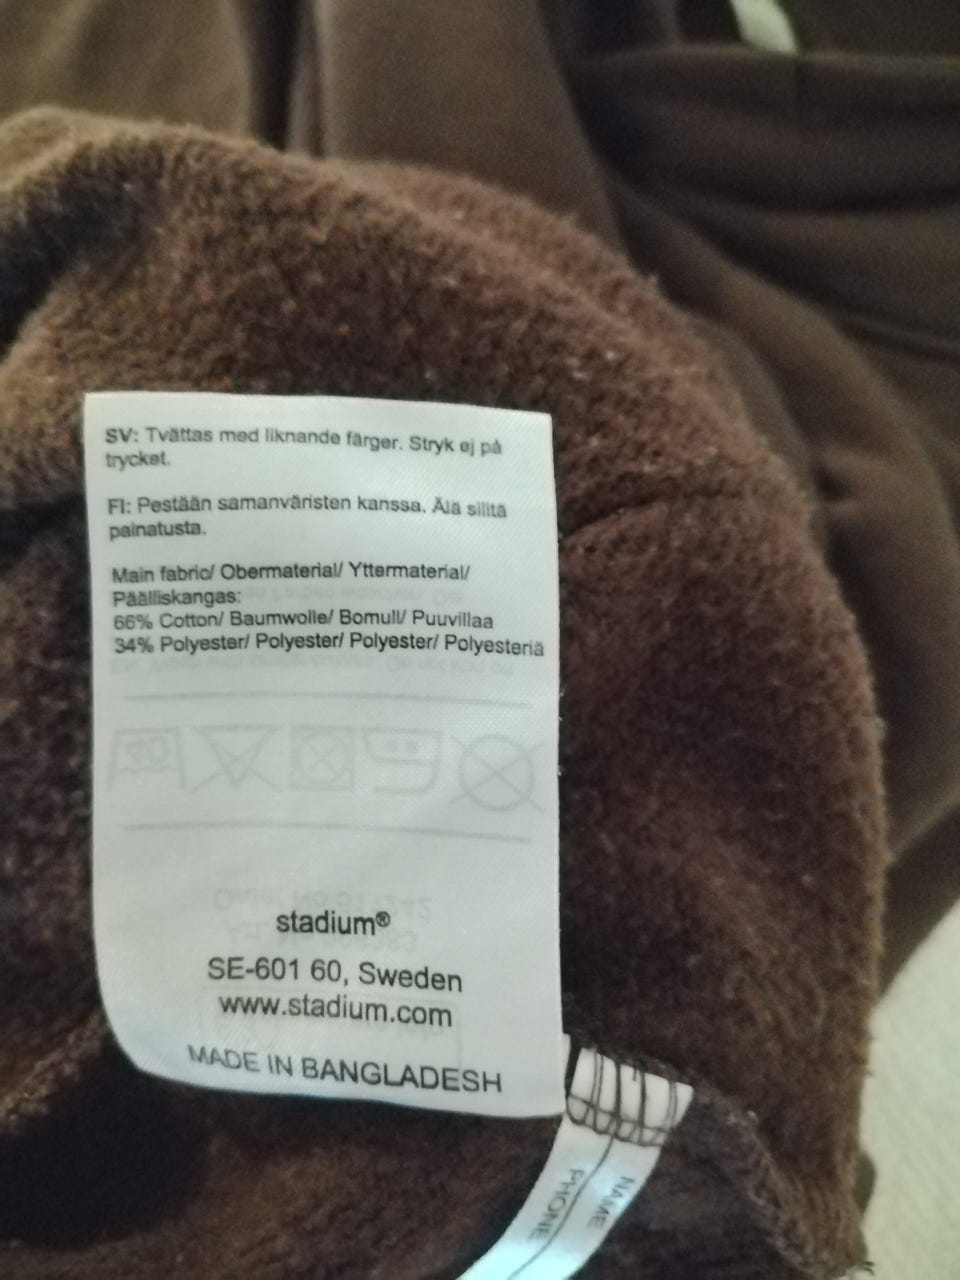 SV: Tvättas med liknande färger. Stryk ej på
trycket.
FI: Pestään samanväristen kanssa. Älä silitä
painatusta.
Main fabric/ Obermaterial/ Yttermaterial/
Päälliskangas:
66% Cotton/ Baumwolle/ Bomull/ Puuvillaa
34% Polyester/ Polyester/ Polyester/ Polyesteriä
40
stadium®
SE-601 60, Sweden
www.stadium.com
MADE IN BANGLADESH
NAME
PHONE